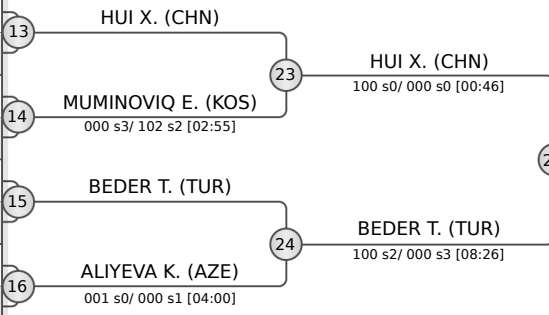 HUI X. (CHN)
13
23
HUI X. (CHN)
100 s0/ 000 s0 [00:46]
MUMINOVIQ E. (KOS)
14
000 s3/ 102 s2 [02:55]
BEDER T. (TUR)
15
24
BEDER T. (TUR)
100 s2/ 000 s3 [08:26]
ALIYEVA K. (AZE)
16
001 s0/ 000 s1 [04:00]